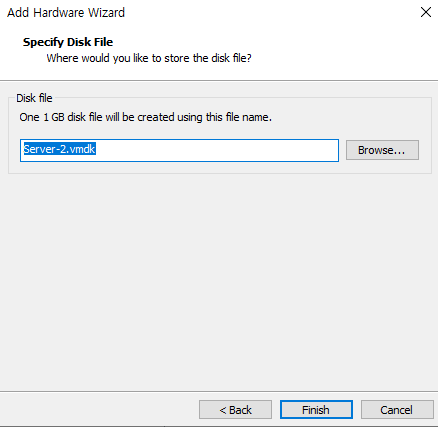 Add Hardware Wizard
Specify Disk File
Where would you like to store the disk file?
Disk file
One 1 GB disk file will be created using this file name.
Server-2.vmdk
Browse...
< Back
Finish
Cancel